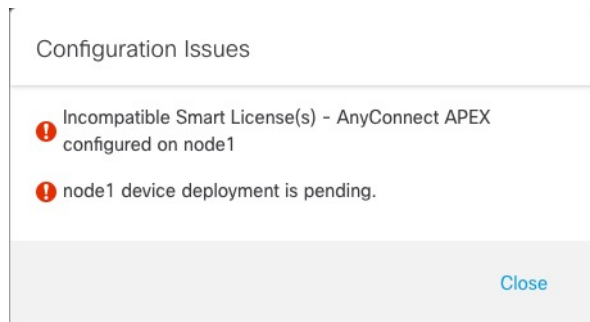 Configuration Issues
Incompatible Smart License(s) - AnyConnect APEX
configured on node1
node1 device deployment is pending.
Close